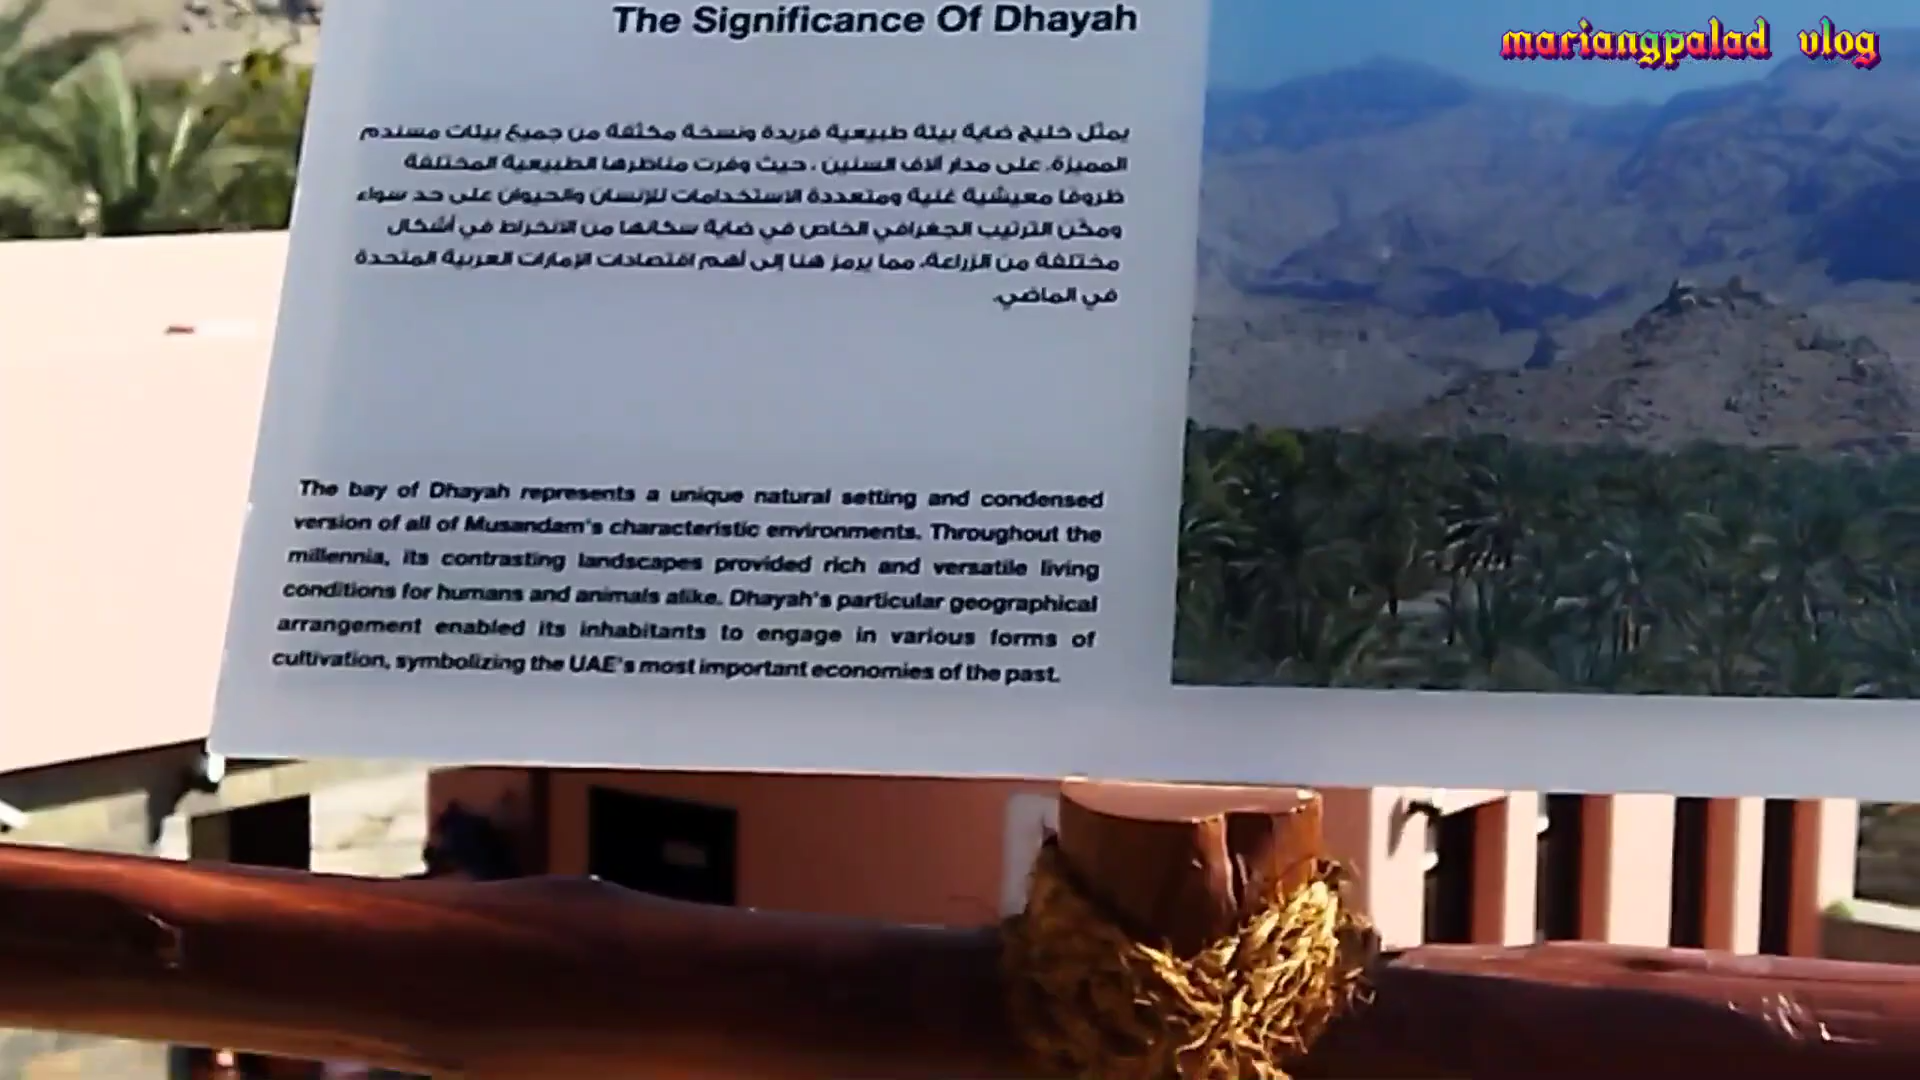 The Significance Of Dhayah
mariangpalad vlog
يمثّل خليج ضاية بيئة طبيعية فريدة ونسخة مكثفة من جميع بيئات مسندم
المميزة. على مدار آلاف السنين ، حيث وفرت مناظرها الطبيعية المختلفة
ظروفا معيشية غنية ومتعددة الاستخدامات للإنسان والحيوان على حد سواء
ومكّن الترتيب الجغرافي الخاص في ضاية سكانها من الانخراط في أشكال
مختلفة من الزراعة، مما يرمز هنا إلى أهم اقتصادات الإمارات العربية المتحدة
في الماضي.
The bay of Dhayah represents a unique natural setting and condensed
version of all of Musandam's characteristic environments. Throughout the
millennia, its contrasting landscapes provided rich and versatile living
conditions for humans and animals alike. Dhayah's particular geographical
arrangement enabled its inhabitants to engage in various forms of
cultivation, symbolizing the UAE's most important economies of the past.